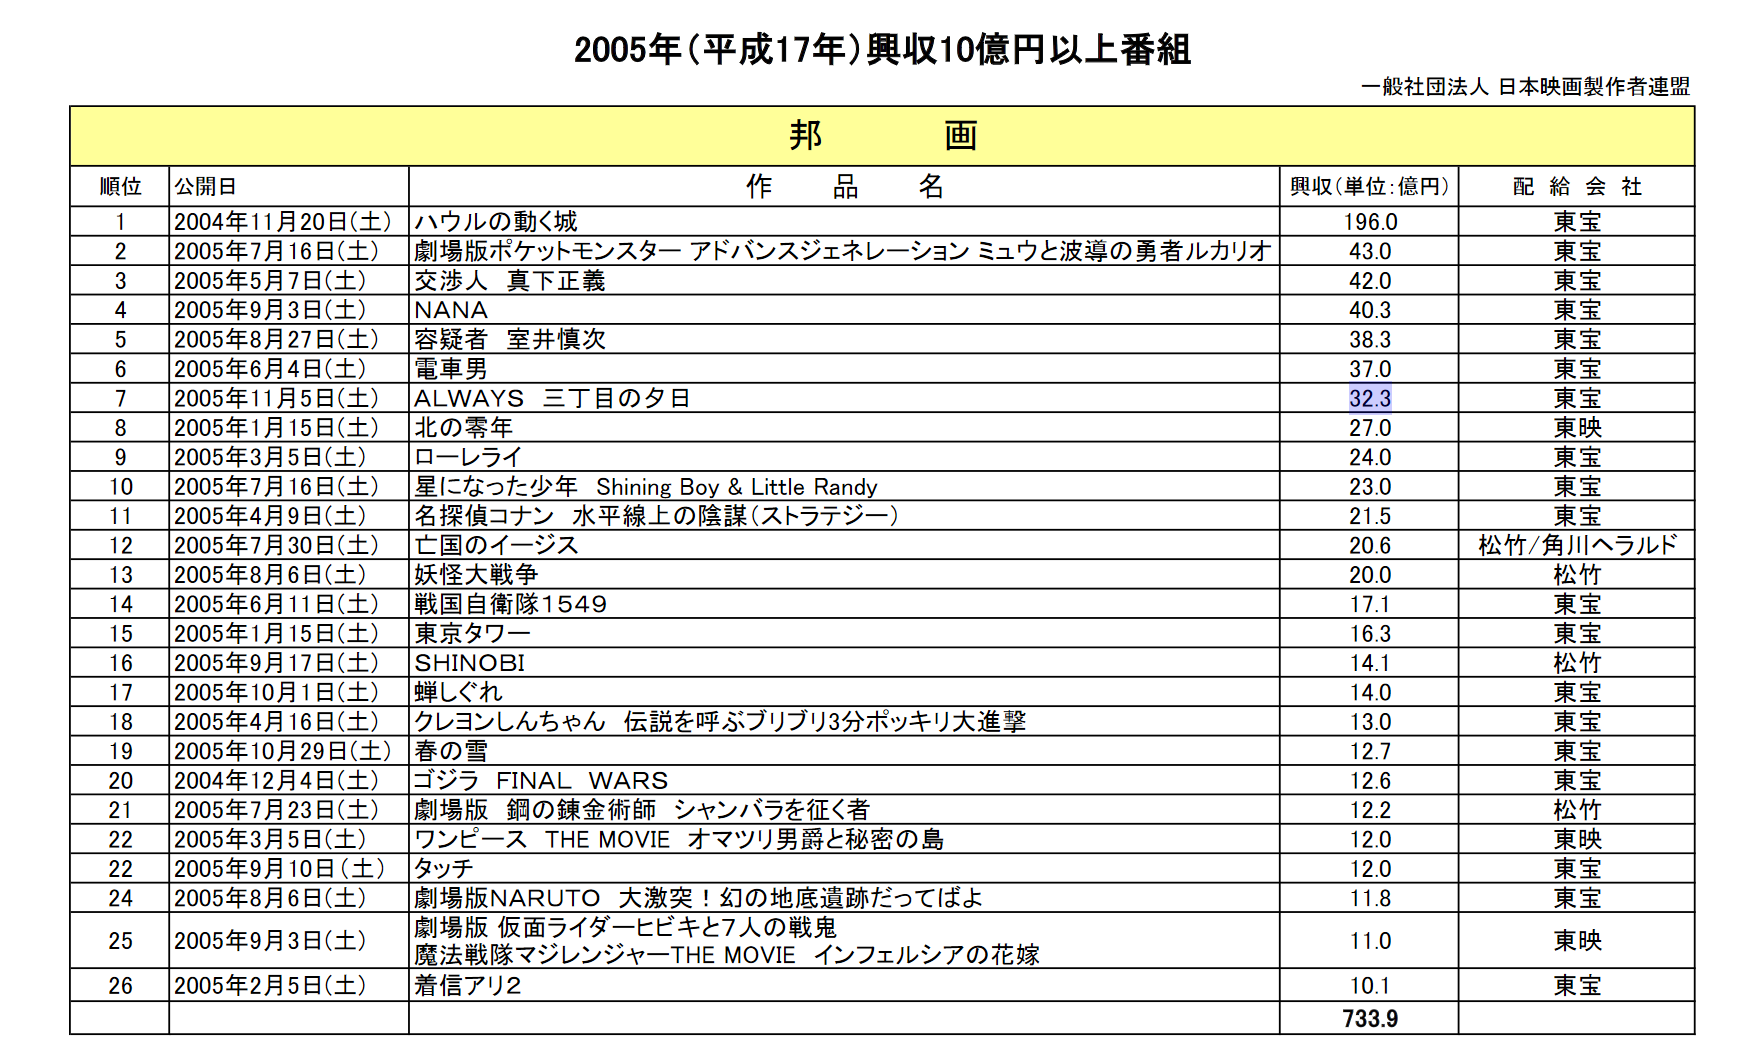 2005年（平成17年）興収10億円以上番組
一般社団法人 日本映画製作者連盟
邦　　　画
順位 公開日 作　品　名 興収（単位：億円） 配 給 会 社
1 2004年11月20日（土） ハウルの動く城 196.0 東宝
2 2005年7月16日（土） 劇場版ポケットモンスター アドバンスジェネレーション ミュウと波導の勇者ルカリオ 43.0 東宝
3 2005年5月7日（土） 交渉人　真下正義 42.0 東宝
4 2005年9月3日（土） ＮＡＮＡ 40.3 東宝
5 2005年8月27日（土） 容疑者　室井慎次 38.3 東宝
6 2005年6月4日（土） 電車男 37.0 東宝
7 2005年11月5日（土） ＡＬＷＡＹＳ　三丁目の夕日 32.3 東宝
8 2005年1月15日（土） 北の零年 27.0 東映
9 2005年3月5日（土） ローレライ 24.0 東宝
10 2005年7月16日（土） 星になった少年　Shining Boy & Little Randy 23.0 東宝
11 2005年4月9日（土） 名探偵コナン　水平線上の陰謀（ストラテジー） 21.5 東宝
12 2005年7月30日（土） 亡国のイージス 20.6 松竹/角川ヘラルド
13 2005年8月6日（土） 妖怪大戦争 20.0 松竹
14 2005年6月11日（土） 戦国自衛隊１５４９ 17.1 東宝
15 2005年1月15日（土） 東京タワー 16.3 東宝
16 2005年9月17日（土） ＳＨＩＮＯＢＩ 14.1 松竹
17 2005年10月1日（土） 蝉しぐれ 14.0 東宝
18 2005年4月16日（土） クレヨンしんちゃん　伝説を呼ぶブリブリ3分ポッキリ大進撃 13.0 東宝
19 2005年10月29日（土） 春の雪 12.7 東宝
20 2004年12月4日（土） ゴジラ　ＦＩＮＡＬ　ＷＡＲＳ 12.6 東宝
21 2005年7月23日（土） 劇場版　鋼の錬金術師　シャンバラを征く者 12.2 松竹
22 2005年3月5日（土） ワンピース　THE MOVIE　オマツリ男爵と秘密の島 12.0 東映
22 2005年9月10日（土） タッチ 12.0 東宝
24 2005年8月6日（土） 劇場版ＮＡＲＵＴＯ　大激突！幻の地底遺跡だってばよ 11.8 東宝
25 2005年9月3日（土） 劇場版 仮面ライダーヒビキと７人の戦鬼
魔法戦隊マジレンジャーTHE MOVIE　インフェルシアの花嫁 11.0 東映
26 2005年2月5日（土） 着信アリ２ 10.1 東宝
733.9